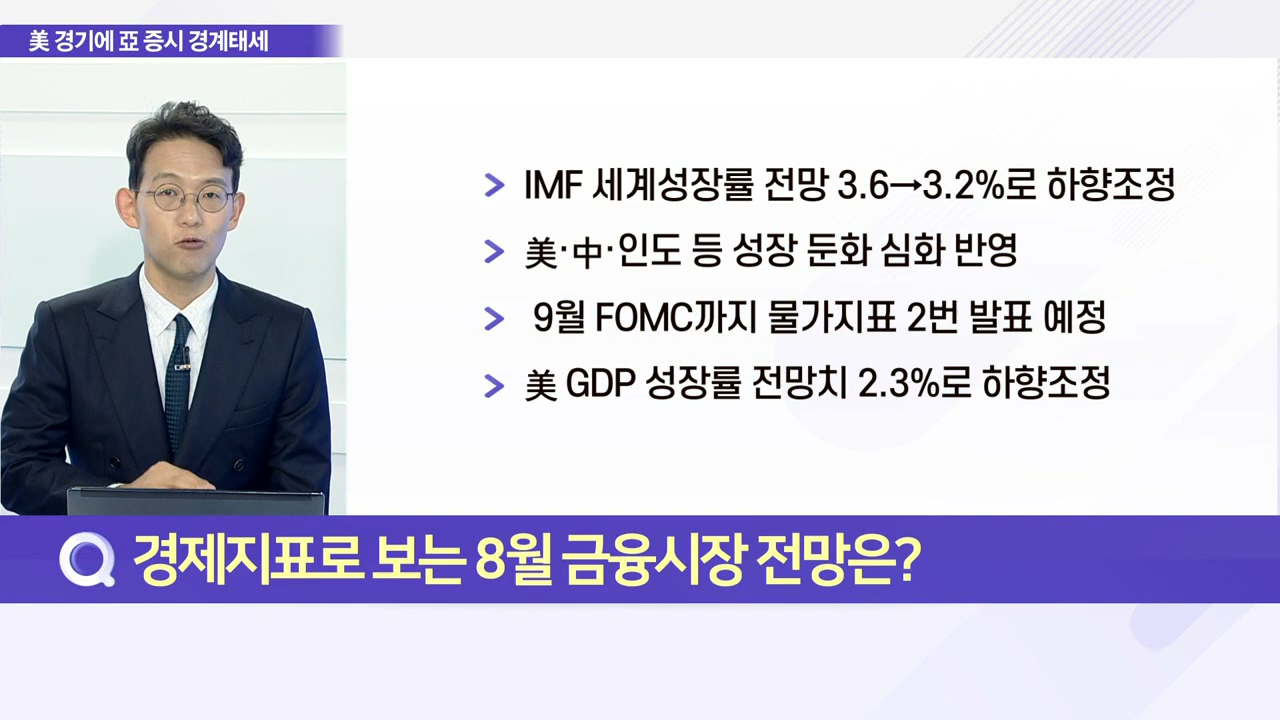 美 경기에 亞 증시 경계태세
> IMF 세계성장률 전망 3.6→3.2%로 하향조정
> 美·中·인도 등 성장 둔화 심화 반영
> 9월 FOMC까지 물가지표 2번 발표 예정
> 美 GDP 성장률 전망치 2.3%로 하향조정
Q 경제지표로 보는 8월 금융시장 전망은?